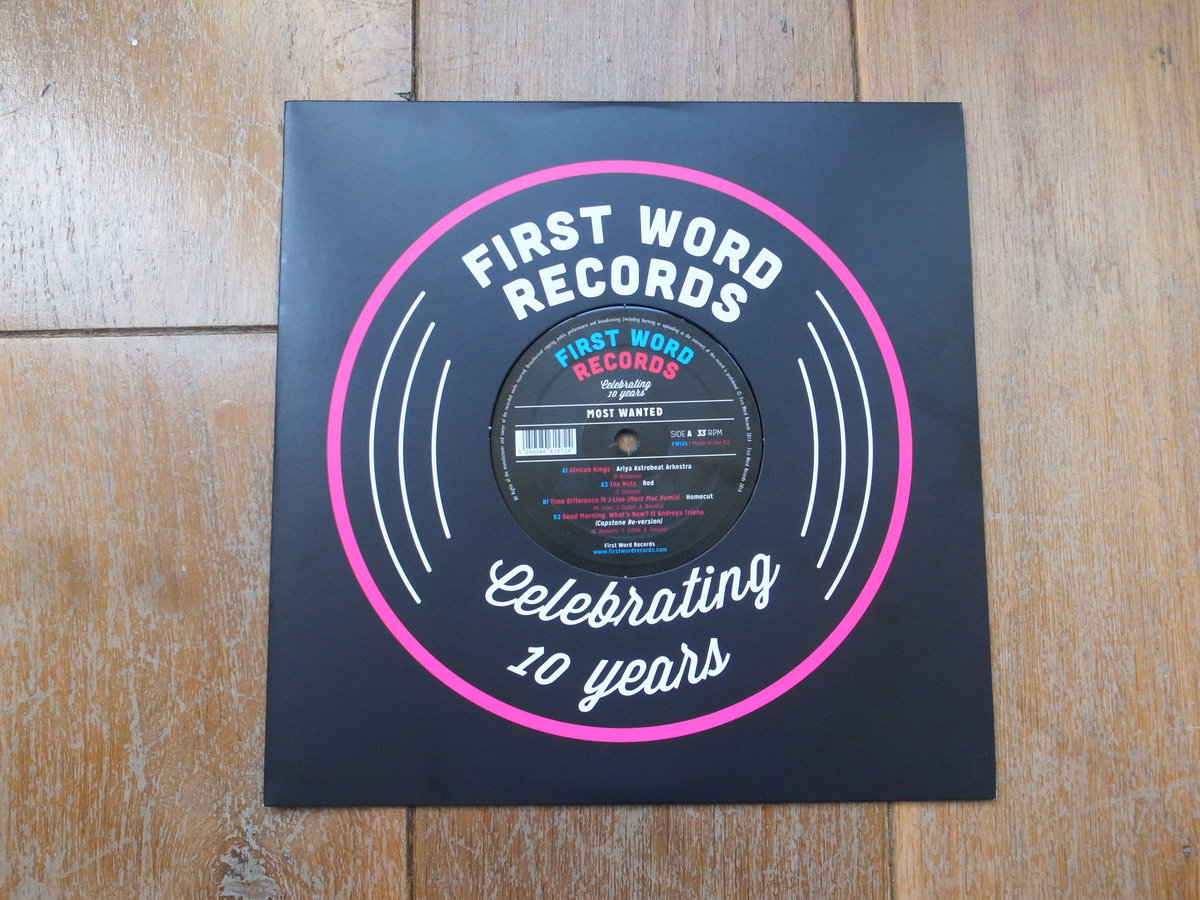 FIRST WORD
RECORDS
FIRST WORD
RECORDS
Celebrating
10 years
MOST WANTED
SIDE A 33 RPM
FW125 | Made in the EU
A1 African Kings - Ariya Astrobeat Arkestra
A2 The Nuts - Red
B1 Time Difference ft J-Live (Marc Mac Remix) - Homecut
B2 Good Morning, What's New? ft Andreya Triana
(Capstone Re-version)
First Word Records
www.firstwordrecords.com
Celebrating
10 years